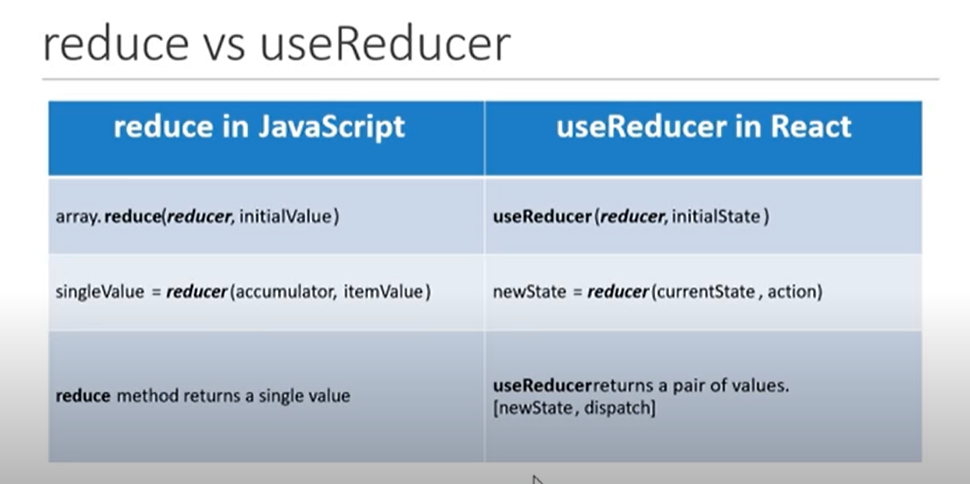 reduce vs useReducer
reduce in JavaScript
useReducer in React
array.reduce(reducer, initialValue)
useReducer(reducer, initialState)
singleValue = reducer(accumulator, itemValue)
newState = reducer(currentState, action)
reduce method returns a single value
useReducerreturns a pair of values.
[newState, dispatch]